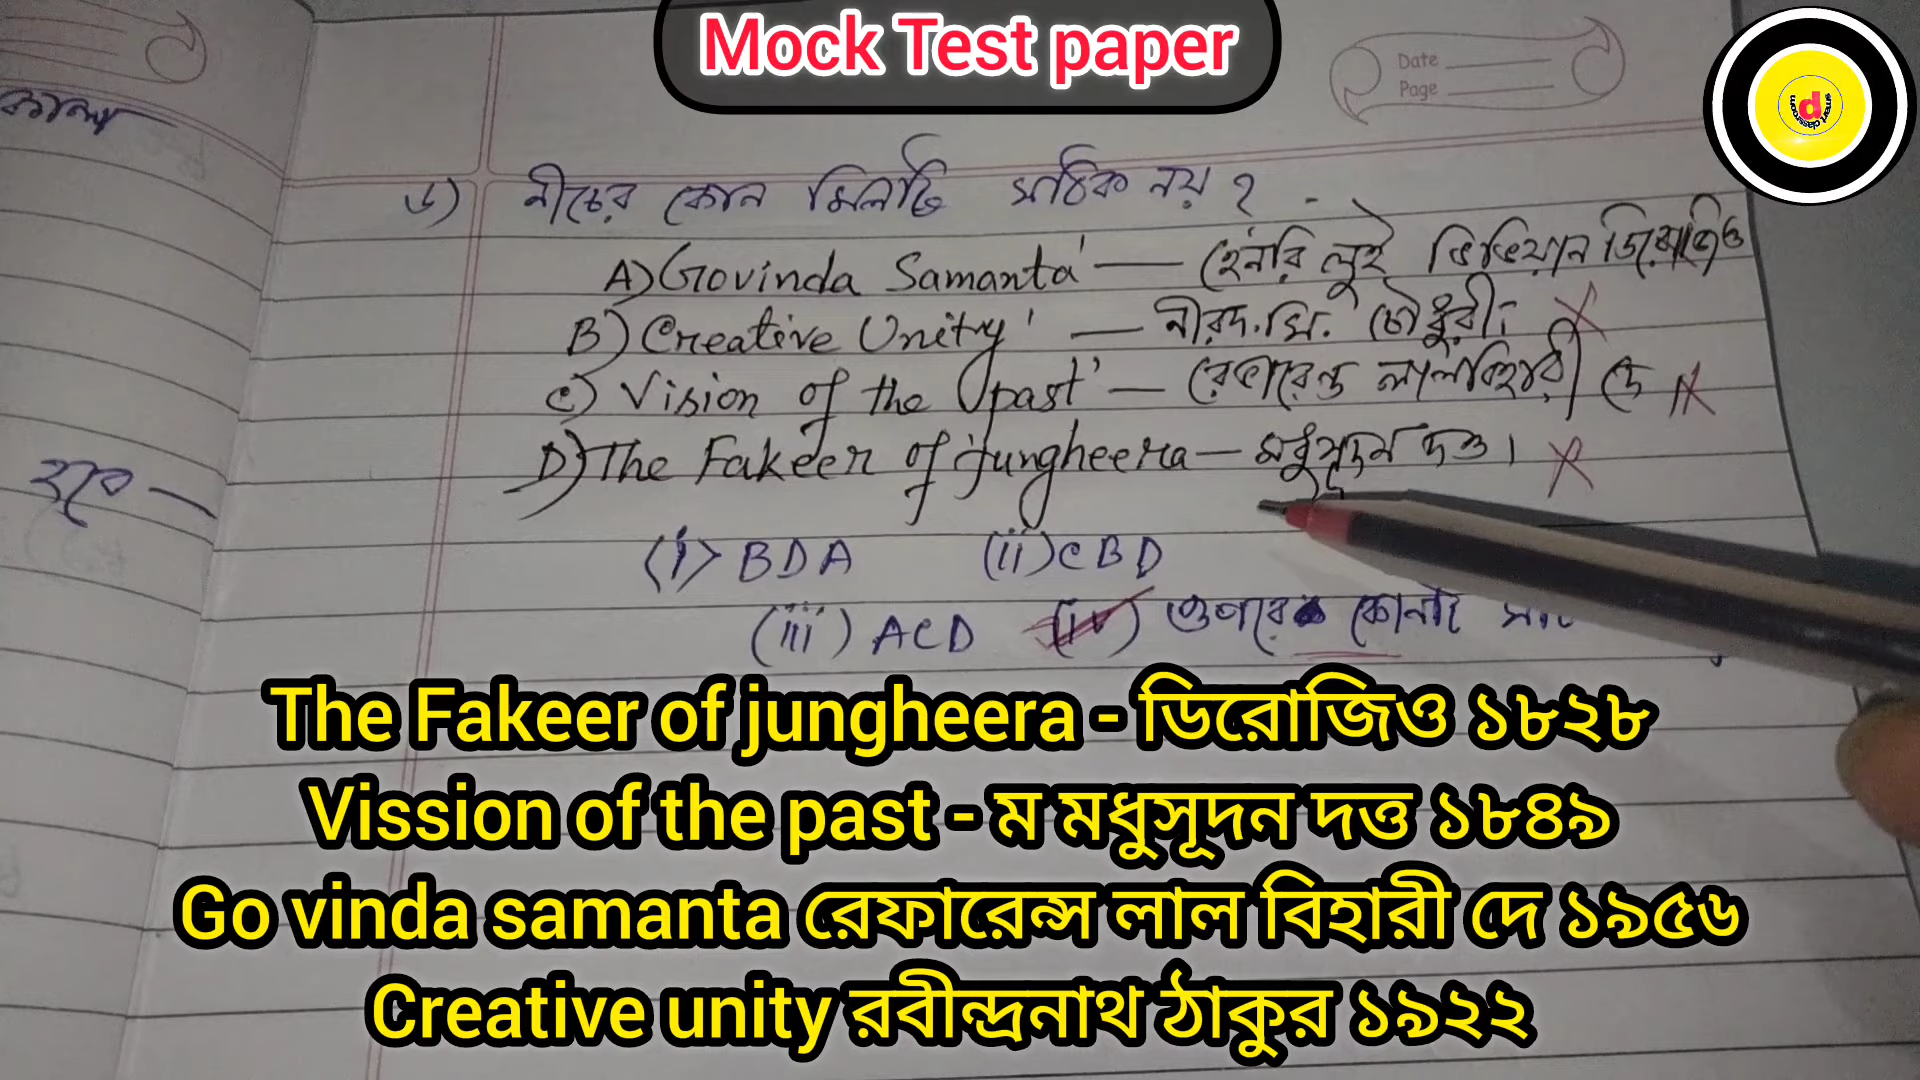 Mock Test paper
Date
Page
smart classroom
d
কাব্য
৬) নীচের কোন মিলটি সঠিক নয় ?
A) Govinda Samanta' — হেনরি লুই ভিভিয়ান ডিরোজিও
B) Creative Unity' — নীরদ.সি. চৌধুরী;
C) Vision of the past' — রেভারেন্ড লালবিহারী দে
D) The Fakeer of jungheera — মধুসূদন দত্ত।
হবে —
(i) BDA (ii) CBD
(iii) ACD (iv) ওপরের কোনটি
The Fakeer of jungheera - ডিরোজিও ১৮২৮
Vission of the past - ম মধুসূদন দত্ত ১৮৪৯
Go vinda samanta রেফারেন্স লাল বিহারী দে ১৯৫৬
Creative unity রবীন্দ্রনাথ ঠাকুর ১৯২২